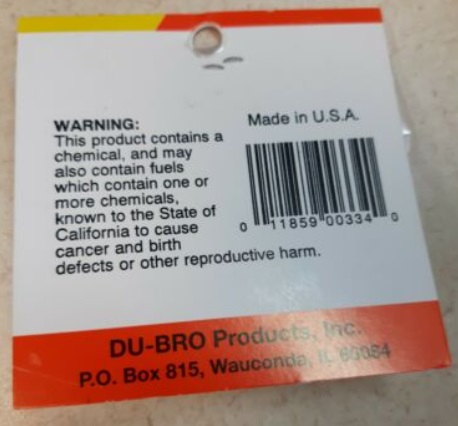 WARNING:
This product contains a
chemical, and may
also contain fuels
which contain one or
more chemicals,
known to the State of
California to cause
cancer and birth
defects or other reproductive harm.
Made in U.S.A.
0 11859 00334 0
DU-BRO Products, Inc.
P.O. Box 815, Wauconda, IL 60084